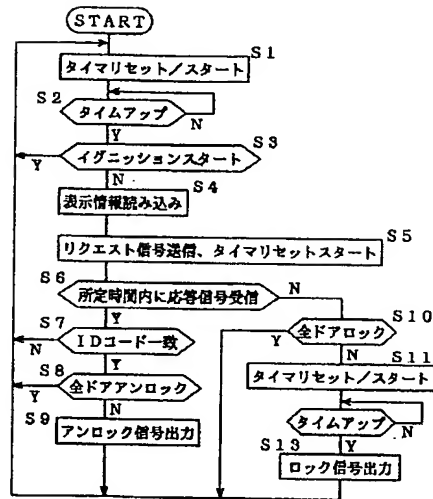 START
S1
タイマリセット/スタート
S2
タイムアップ
N
Y
S3
イグニッションスタート
Y
N
S4
表示情報読み込み
S5
リクエスト信号送信、タイマリセットスタート
S6
所定時間内に応答信号受信
N
Y
S7
IDコード一致
N
Y
S8
全ドアアンロック
Y
N
S9
アンロック信号出力
S10
全ドアロック
Y
N
S11
タイマリセット/スタート
タイムアップ
N
Y
S13
ロック信号出力